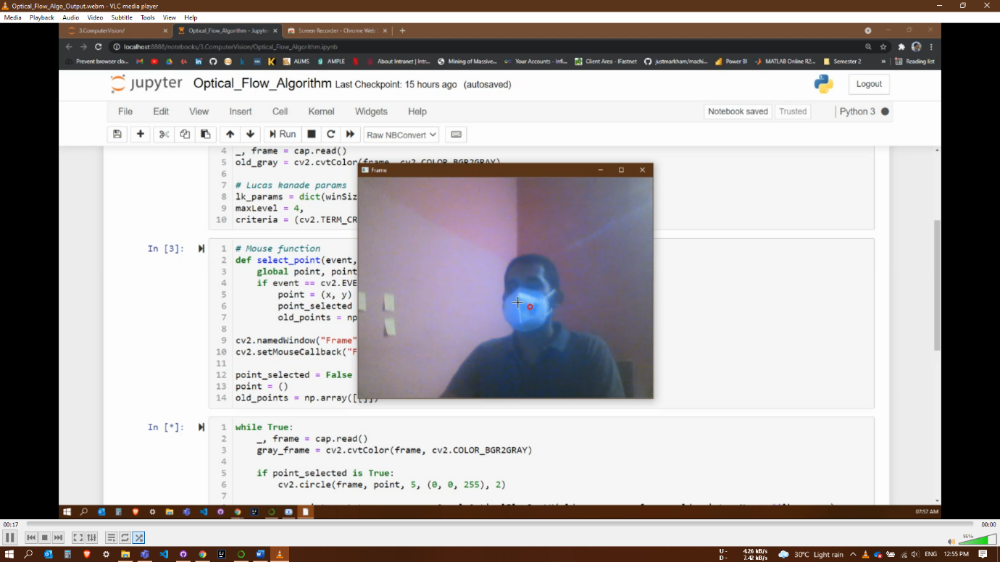 Optical_Flow_Algo_Output.webm - VLC media player
Media Playback Audio Video Subtitle Tools View Help
3.ComputerVision/
Optical_Flow_Algorithm - Jupyte
Screen Recorder - Chrome Web
localhost:8888/notebooks/3.ComputerVision/Optical_Flow_Algorithm.ipynb
Prevent browser clo... AUMS AMPLE About Intranet | Intr... Mining of Massive... Your Accounts - Infi... Client Area - IFastnet justmarkham/machi... Power BI MATLAB Online R2... Semester 2 » Reading list
jupyter Optical_Flow_Algorithm Last Checkpoint: 15 hours ago (autosaved)
Logout
File Edit View Insert Cell Kernel Widgets Help
Notebook saved Trusted Python 3
Run Raw NBConvert
4 _, frame = cap.read()
5 old_gray = cv2.cvtColor(frame, cv2.COLOR_BGR2GRAY)
6
7 # Lucas kanade params
8 lk_params = dict(winSiz
9 maxLevel = 4,
10 criteria = (cv2.TERM_CR
Frame
In [3]:
1 # Mouse function
2 def select_point(event,
3 global point, point
4 if event == cv2.EVE
5 point = (x, y)
6 point_selected
7 old_points = np
8
9 cv2.namedWindow("Frame"
10 cv2.setMouseCallback("F
11
12 point_selected = False
13 point = ()
14 old_points = np.array([[]])
In [*]:
1 while True:
2 _, frame = cap.read()
3 gray_frame = cv2.cvtColor(frame, cv2.COLOR_BGR2GRAY)
4
5 if point_selected is True:
6 cv2.circle(frame, point, 5, (0, 0, 255), 2)
7
07:57 AM
00:17
00:00
95%
U - 4.26 kB/s
D - 7.42 kB/s
30°C Light rain
ENG
12:55 PM